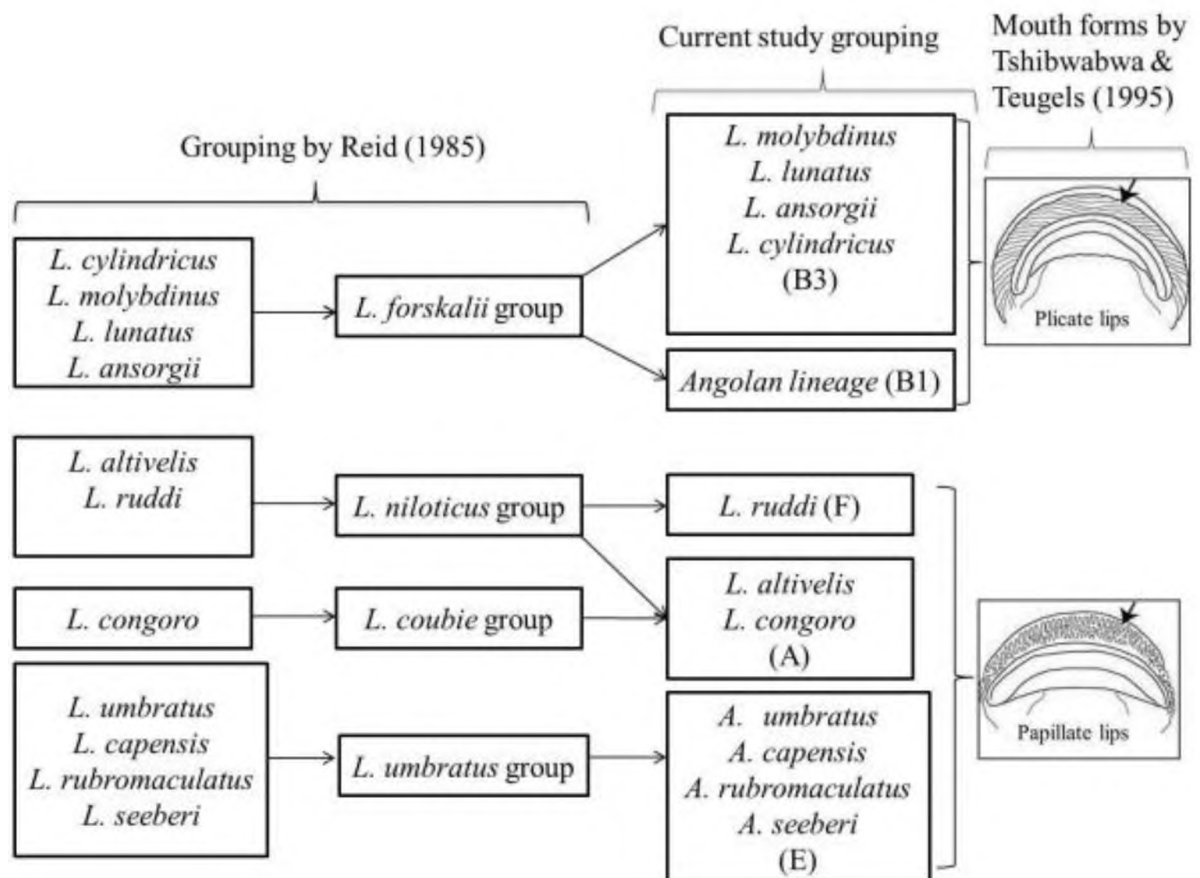 Current study grouping
Mouth forms by
Tshibwabwa &
Teugels (1995)
Grouping by Reid (1985)
L. cylindricus
L. molybdinus
L. lunatus
L. ansorgii
L. forskalii group
L. molybdinus
L. lunatus
L. ansorgii
L. cylindricus
(B3)
Angolan lineage (B1)
Plicate lips
L. altivelis
L. ruddi
L. niloticus group
L. ruddi (F)
L. congoro
L. coubie group
L. altivelis
L. congoro
(A)
L. umbratus
L. capensis
L. rubromaculatus
L. seeberi
L. umbratus group
A. umbratus
A. capensis
A. rubromaculatus
A. seeberi
(E)
Papillate lips